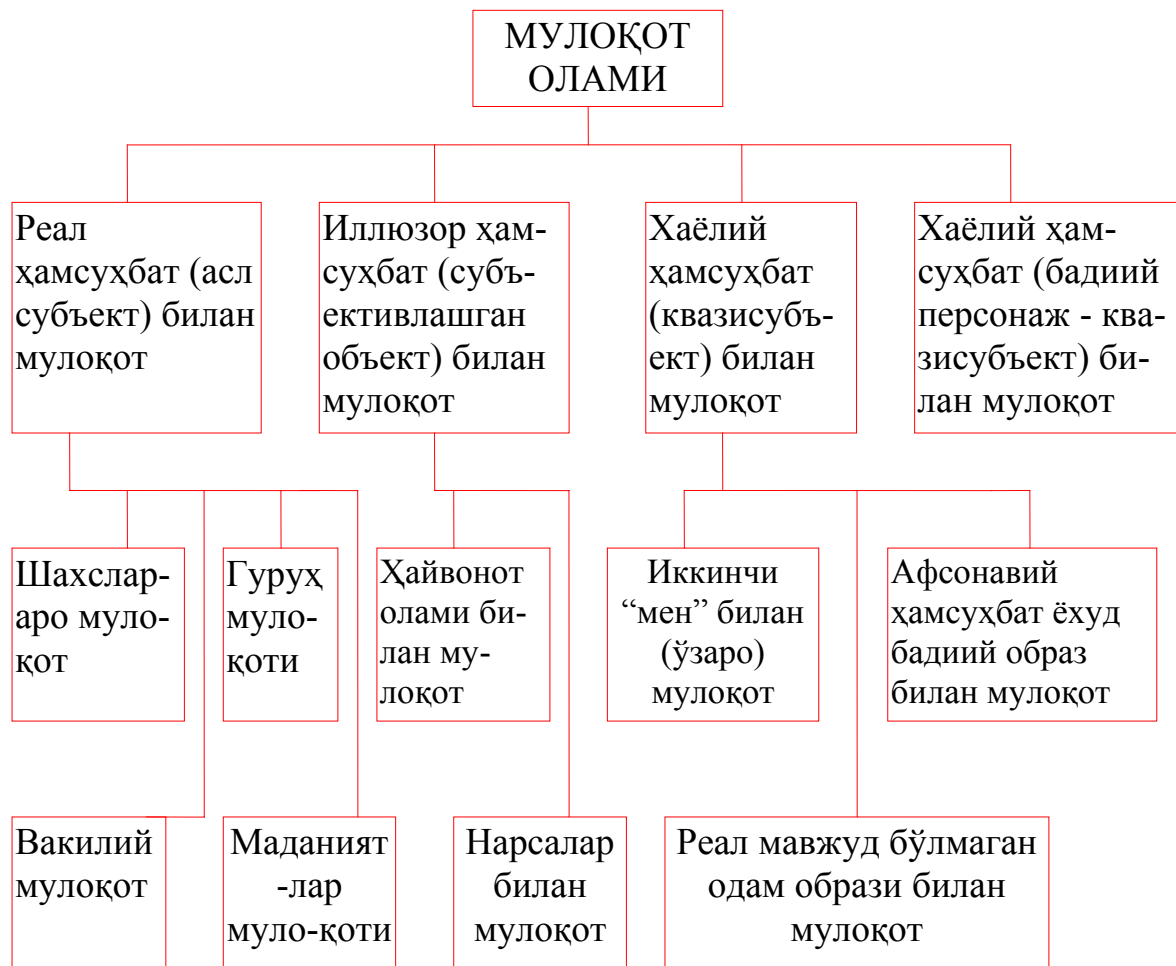 МУЛОҚОТ
ОЛАМИ
Реал
ҳамсуҳбат (асл
субъект) билан
мулоқот
Иллюзор ҳам-
суҳбат (субъ-
ективлашган
объект) билан
мулоқот
Хаёлий
ҳамсуҳбат
(квазисубъ-
ект) билан
мулоқот
Хаёлий ҳам-
суҳбат (бадиий
персонаж - ква-
зисубъект) би-
лан мулоқот
Шахслар-
аро муло-
қот
Гуруҳ
муло-
қоти
Ҳайвонот
олами би-
лан му-
лоқот
Иккинчи
“мен” билан
(ўзаро)
мулоқот
Афсонавий
ҳамсуҳбат ёхуд
бадиий образ
билан мулоқот
Вакилий
мулоқот
Маданият
-лар
муло-қоти
Нарсалар
билан
мулоқот
Реал мавжуд бўлмаган
одам образи билан
мулоқот